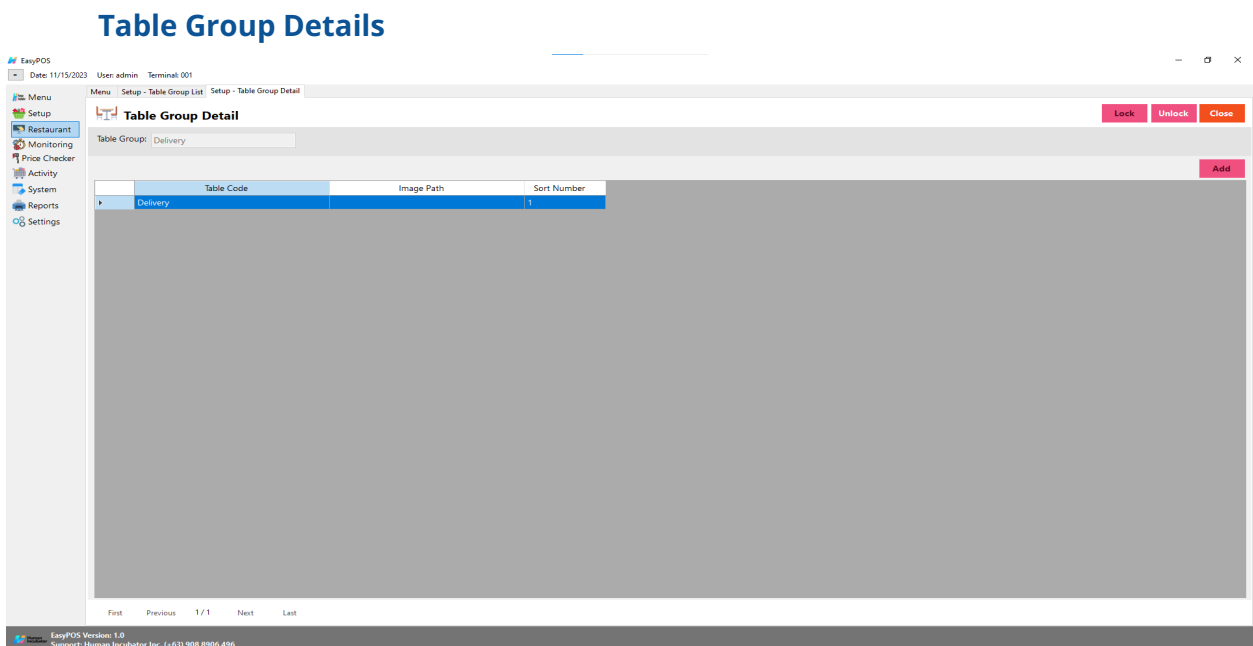 Table Group Details
EasyPOS
Date: 11/15/2023 User: admin Terminal: 001
Menu Setup - Table Group List Setup - Table Group Detail
Menu
Setup
Restaurant
Monitoring
Price Checker
Activity
System
Reports
Settings
Table Group Detail
Lock Unlock Close
Table Group: Delivery
Add
Table Code Image Path Sort Number
Delivery 1
First Previous 1 / 1 Next Last
Human Incubator
EasyPOS Version: 1.0
Support: Human Incubator Inc. (+63) 908 8906 496